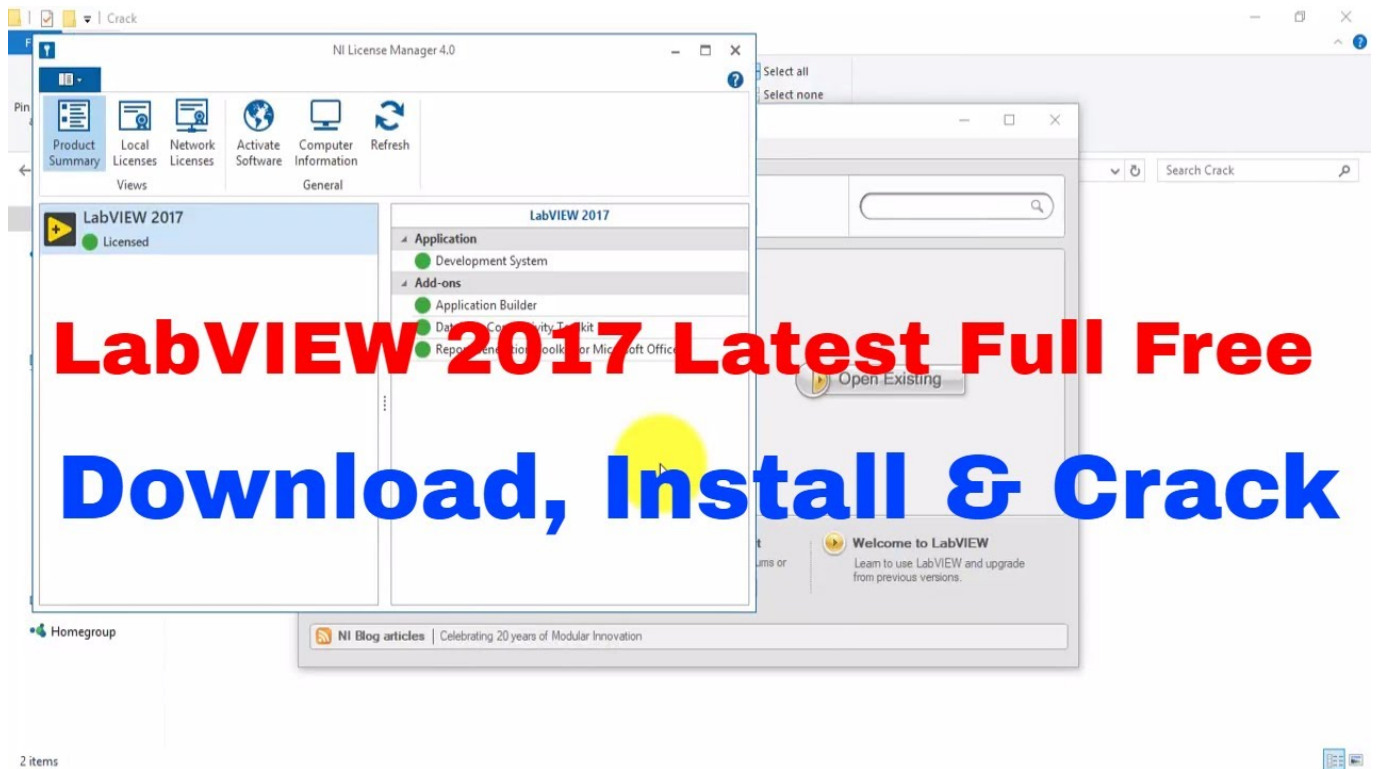 Crack
NI License Manager 4.0
Select all
Select none
Pin
Product Summary
Local Licenses
Network Licenses
Activate Software
Computer Information
Refresh
Views
General
Search Crack
LabVIEW 2017
Licensed
LabVIEW 2017
Application
Development System
Add-ons
Application Builder
LabVIEW 2017 Latest Full Free
Open Existing
Download, Install & Crack
Welcome to LabVIEW
Learn to use LabVIEW and upgrade
from previous versions.
Homegroup
NI Blog articles | Celebrating 20 years of Modular Innovation
2 items